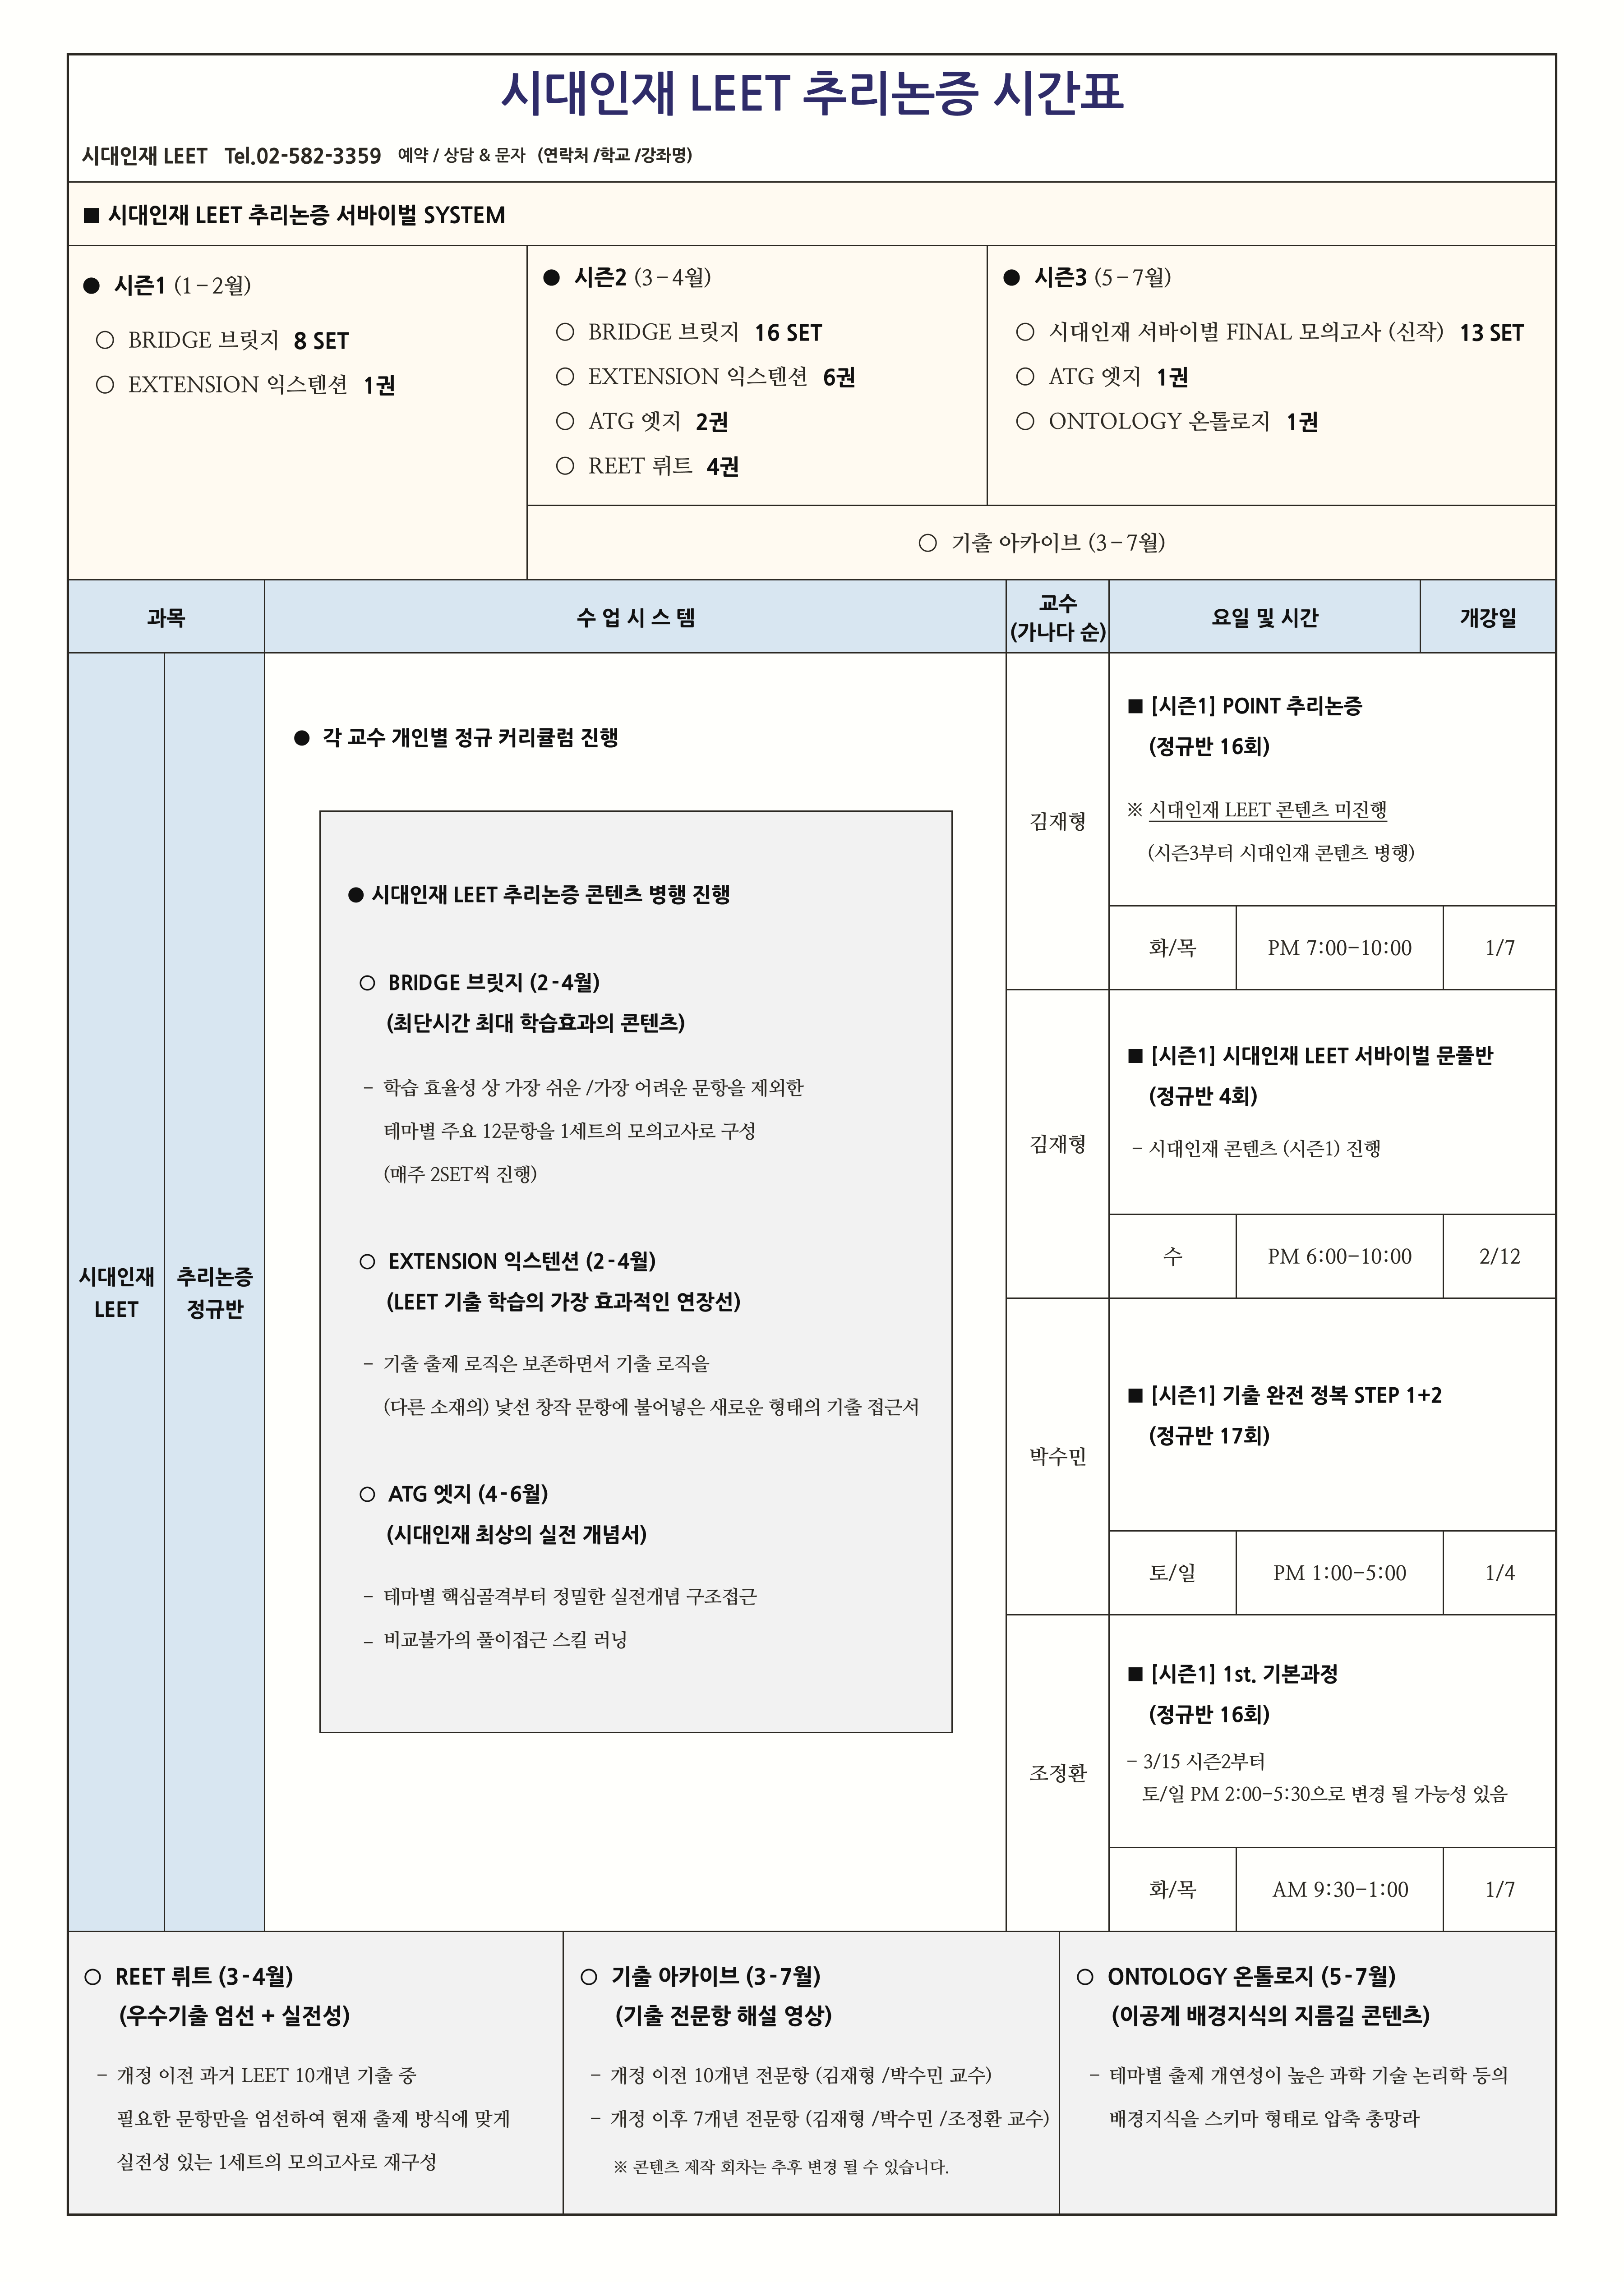 시대인재 LEET 추리논증 시간표
시대인재 LEET Tel.02-582-3359 예약 / 상담 & 문자 (연락처 /학교 /강좌명)
■ 시대인재 LEET 추리논증 서바이벌 SYSTEM
● 시즌1 (1-2월)
○ BRIDGE 브릿지 8 SET
○ EXTENSION 익스텐션 1권
● 시즌2 (3-4월)
○ BRIDGE 브릿지 16 SET
○ EXTENSION 익스텐션 6권
○ ATG 엣지 2권
○ REET 뤼트 4권
● 시즌3 (5-7월)
○ 시대인재 서바이벌 FINAL 모의고사 (신작) 13 SET
○ ATG 엣지 1권
○ ONTOLOGY 온톨로지 1권
○ 기출 아카이브 (3-7월)
과목
수 업 시 스 템
교수
(가나다 순)
요일 및 시간
개강일
시대인재
LEET
추리논증
정규반
● 각 교수 개인별 정규 커리큘럼 진행
● 시대인재 LEET 추리논증 콘텐츠 병행 진행
○ BRIDGE 브릿지 (2-4월)
(최단시간 최대 학습효과의 콘텐츠)
- 학습 효율성 상 가장 쉬운 /가장 어려운 문항을 제외한
테마별 주요 12문항을 1세트의 모의고사로 구성
(매주 2SET씩 진행)
○ EXTENSION 익스텐션 (2-4월)
(LEET 기출 학습의 가장 효과적인 연장선)
- 기출 출제 로직은 보존하면서 기출 로직을
(다른 소재의) 낯선 창작 문항에 불어넣은 새로운 형태의 기출 접근서
○ ATG 엣지 (4-6월)
(시대인재 최상의 실전 개념서)
- 테마별 핵심골격부터 정밀한 실전개념 구조접근
- 비교불가의 풀이접근 스킬 러닝
김재형
■ [시즌1] POINT 추리논증
(정규반 16회)
※ 시대인재 LEET 콘텐츠 미진행
(시즌3부터 시대인재 콘텐츠 병행)
화/목 PM 7:00-10:00 1/7
김재형
■ [시즌1] 시대인재 LEET 서바이벌 문풀반
(정규반 4회)
- 시대인재 콘텐츠 (시즌1) 진행
수 PM 6:00-10:00 2/12
박수민
■ [시즌1] 기출 완전 정복 STEP 1+2
(정규반 17회)
토/일 PM 1:00-5:00 1/4
조정환
■ [시즌1] 1st. 기본과정
(정규반 16회)
- 3/15 시즌2부터
토/일 PM 2:00-5:30으로 변경 될 가능성 있음
화/목 AM 9:30-1:00 1/7
○ REET 뤼트 (3-4월)
(우수기출 엄선 + 실전성)
- 개정 이전 과거 LEET 10개년 기출 중
필요한 문항만을 엄선하여 현재 출제 방식에 맞게
실전성 있는 1세트의 모의고사로 재구성
○ 기출 아카이브 (3-7월)
(기출 전문항 해설 영상)
- 개정 이전 10개년 전문항 (김재형 /박수민 교수)
- 개정 이후 7개년 전문항 (김재형 /박수민 /조정환 교수)
※ 콘텐츠 제작 회차는 추후 변경 될 수 있습니다.
○ ONTOLOGY 온톨로지 (5-7월)
(이공계 배경지식의 지름길 콘텐츠)
- 테마별 출제 개연성이 높은 과학 기술 논리학 등의
배경지식을 스키마 형태로 압축 총망라